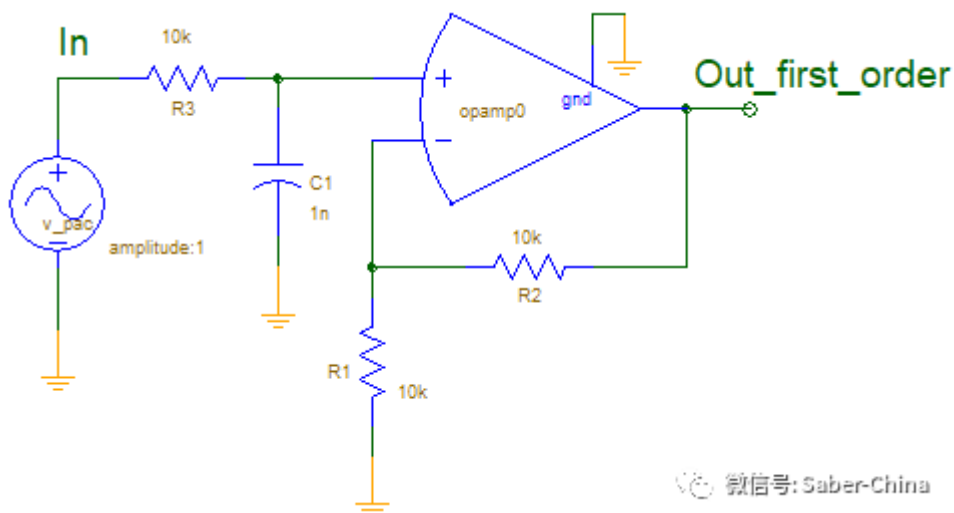 In
10k
R3
C1
1n
v_pac
amplitude:1
+
−
opamp0
gnd
Out_first_order
10k
R2
R1
10k
微信号: Saber-China